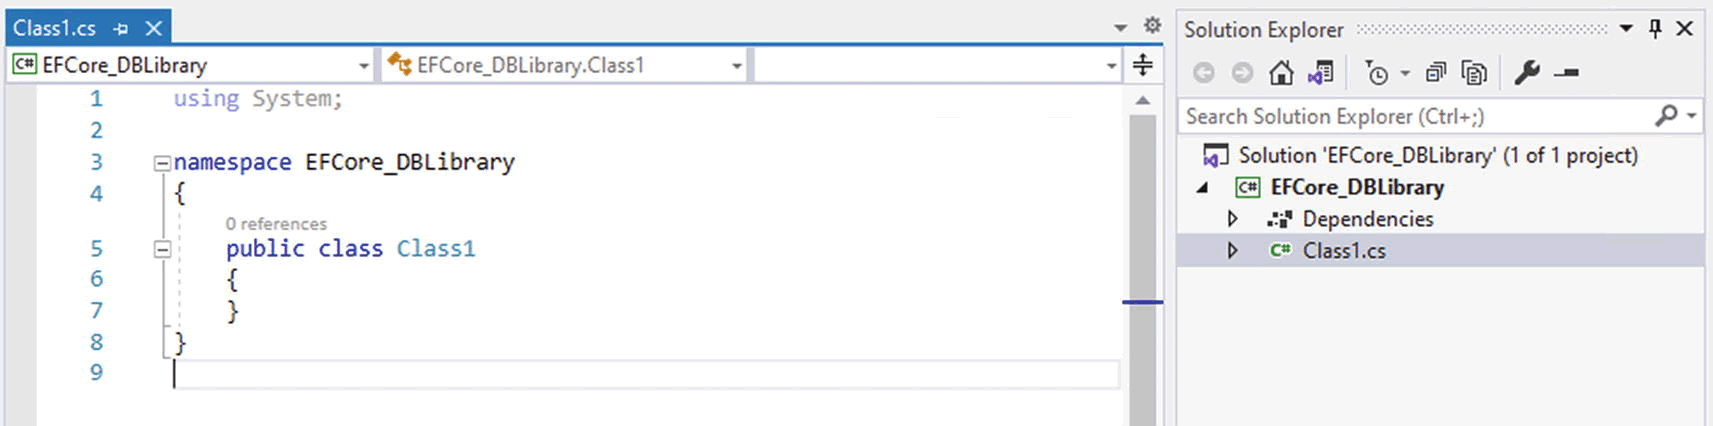 Class1.cs
C# EFCore_DBLibrary
EFCore_DBLibrary.Class1
1 using System;
2
3 namespace EFCore_DBLibrary
4 {
0 references
5 public class Class1
6 {
7 }
8 }
9
Solution Explorer
Search Solution Explorer (Ctrl+;)
Solution 'EFCore_DBLibrary' (1 of 1 project)
C# EFCore_DBLibrary
Dependencies
C# Class1.cs